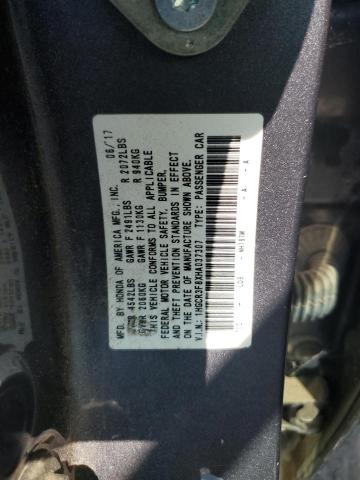 MFD. BY HONDA OF AMERICA MFG., INC. 06/17
GVWR 4542LBS GAWR F 2491LBS R 2072LBS
GVWR 2060KG GAWR F 1130KG R 940KG
THIS VEHICLE CONFORMS TO ALL APPLICABLE
FEDERAL VEHICLE SAFETY, BUMPER,
AND THEFT PREVENTION STANDARDS IN EFFECT
ON THE DATE OF MANUFACTURE SHOWN ABOVE.
V.I.N.: 1HGCR3F8XHA037307 TYPE: PASSENGER CAR